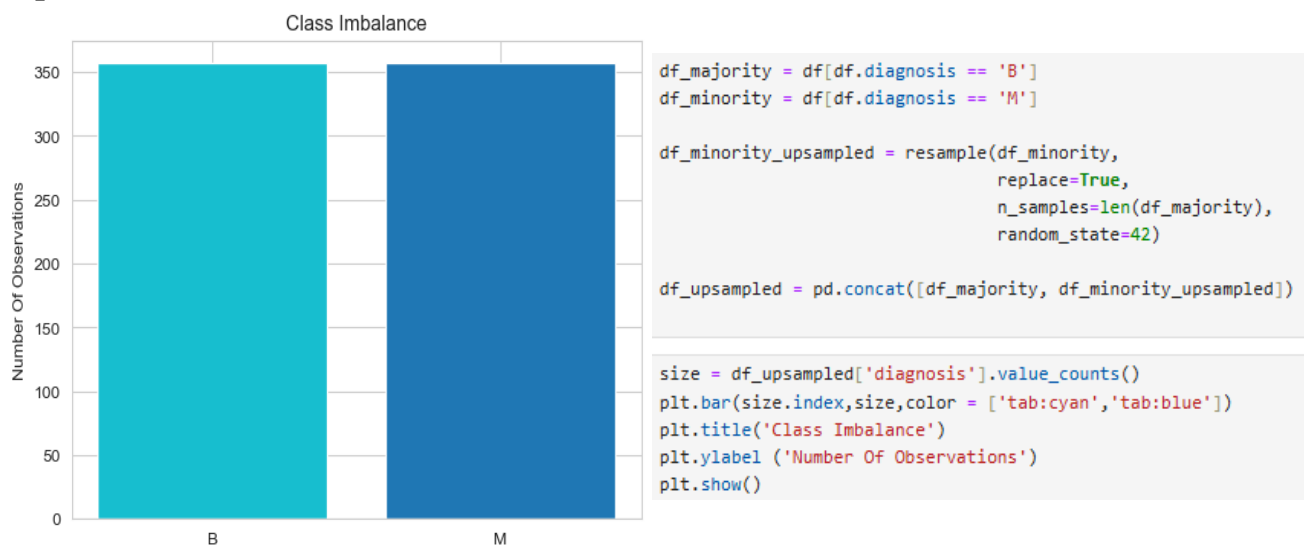 Class Imbalance
350
300
250
200
150
100
50
0
Number Of Observations
B
M
df_majority = df[df.diagnosis == 'B']
df_minority = df[df.diagnosis == 'M']
df_minority_upsampled = resample(df_minority,
replace=True,
n_samples=len(df_majority),
random_state=42)
df_upsampled = pd.concat([df_majority, df_minority_upsampled])
size = df_upsampled['diagnosis'].value_counts()
plt.bar(size.index,size,color = ['tab:cyan','tab:blue'])
plt.title('Class Imbalance')
plt.ylabel ('Number Of Observations')
plt.show()